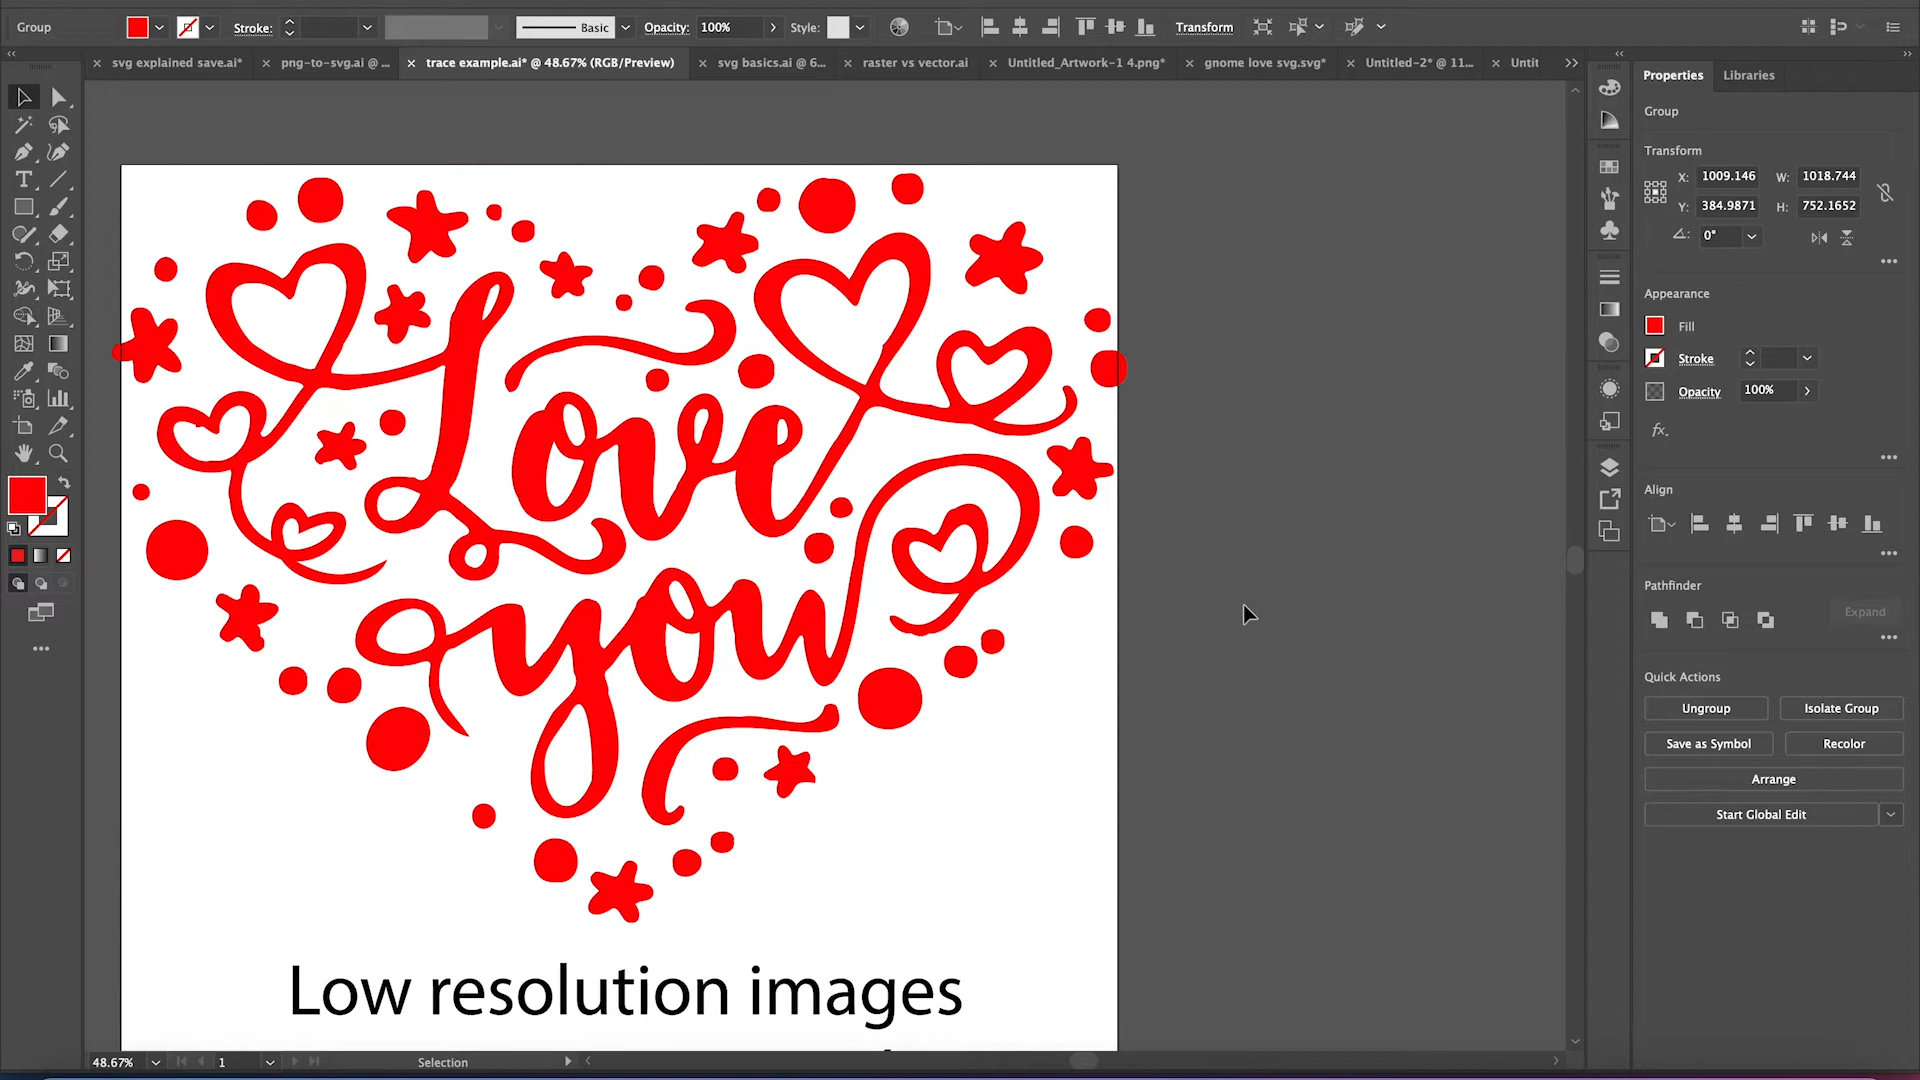 Group
Stroke:
Basic
Opacity:
100%
Style:
Transform
svg explained save.ai*
png-to-svg.ai @ ...
trace example.ai* @ 48.67% (RGB/Preview)
svg basics.ai @ 6...
raster vs vector.ai
Untitled_Artwork-1 4.png*
gnome love svg.svg*
Untitled-2* @ 11...
Untit
Properties
Libraries
Group
Transform
X: 1009.146
W: 1018.744
Y: 384.9871
H: 752.1652
0°
Appearance
Fill
Stroke
Opacity
100%
fx.
Align
Pathfinder
Expand
Quick Actions
Ungroup
Isolate Group
Save as Symbol
Recolor
Arrange
Start Global Edit
Love
you
Low resolution images
48.67%
1
Selection